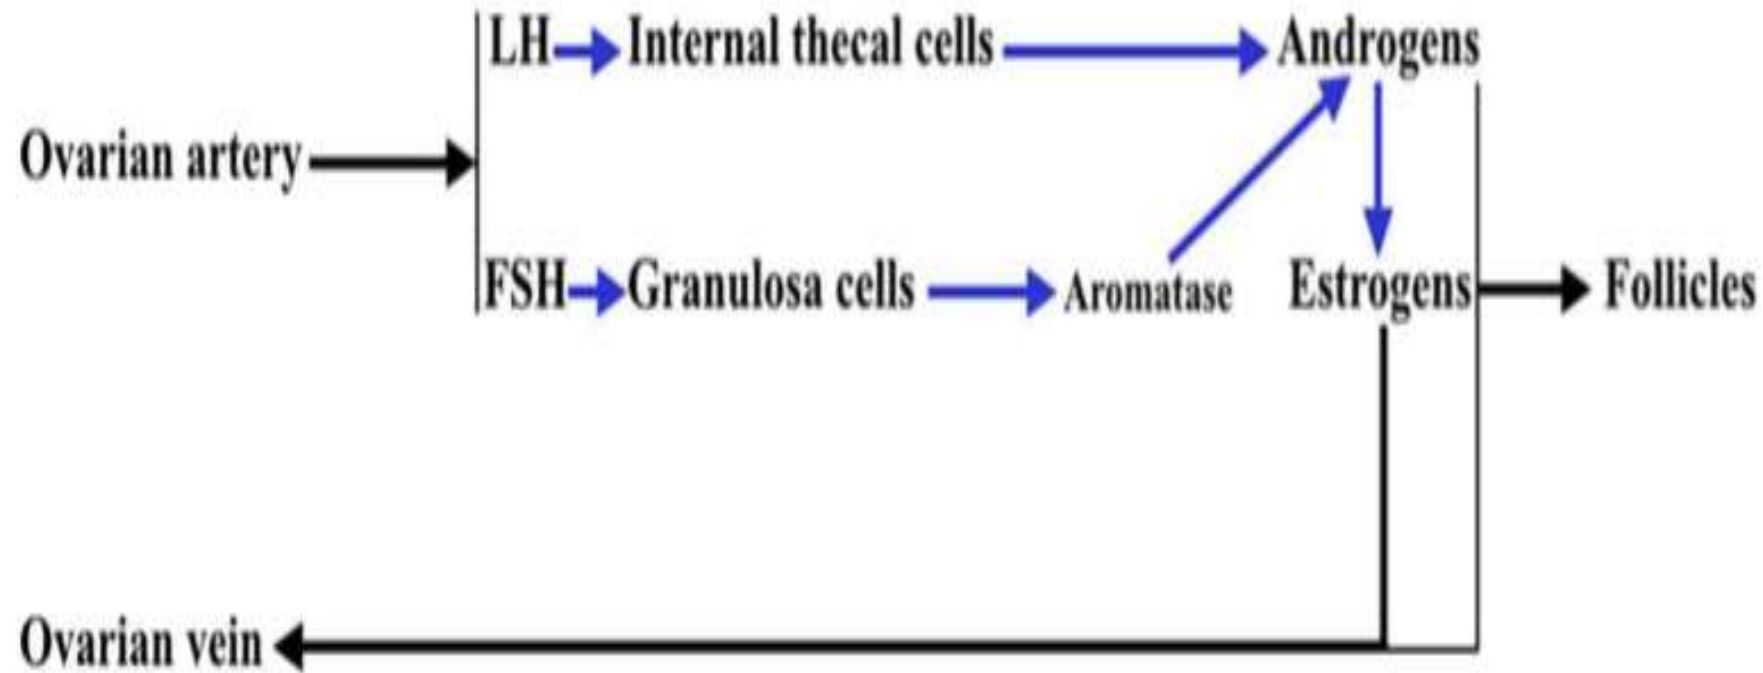 LH Internal thecal cells Androgens
Ovarian artery
FSH Granulosa cells Aromatase Estrogens Follicles
Ovarian vein